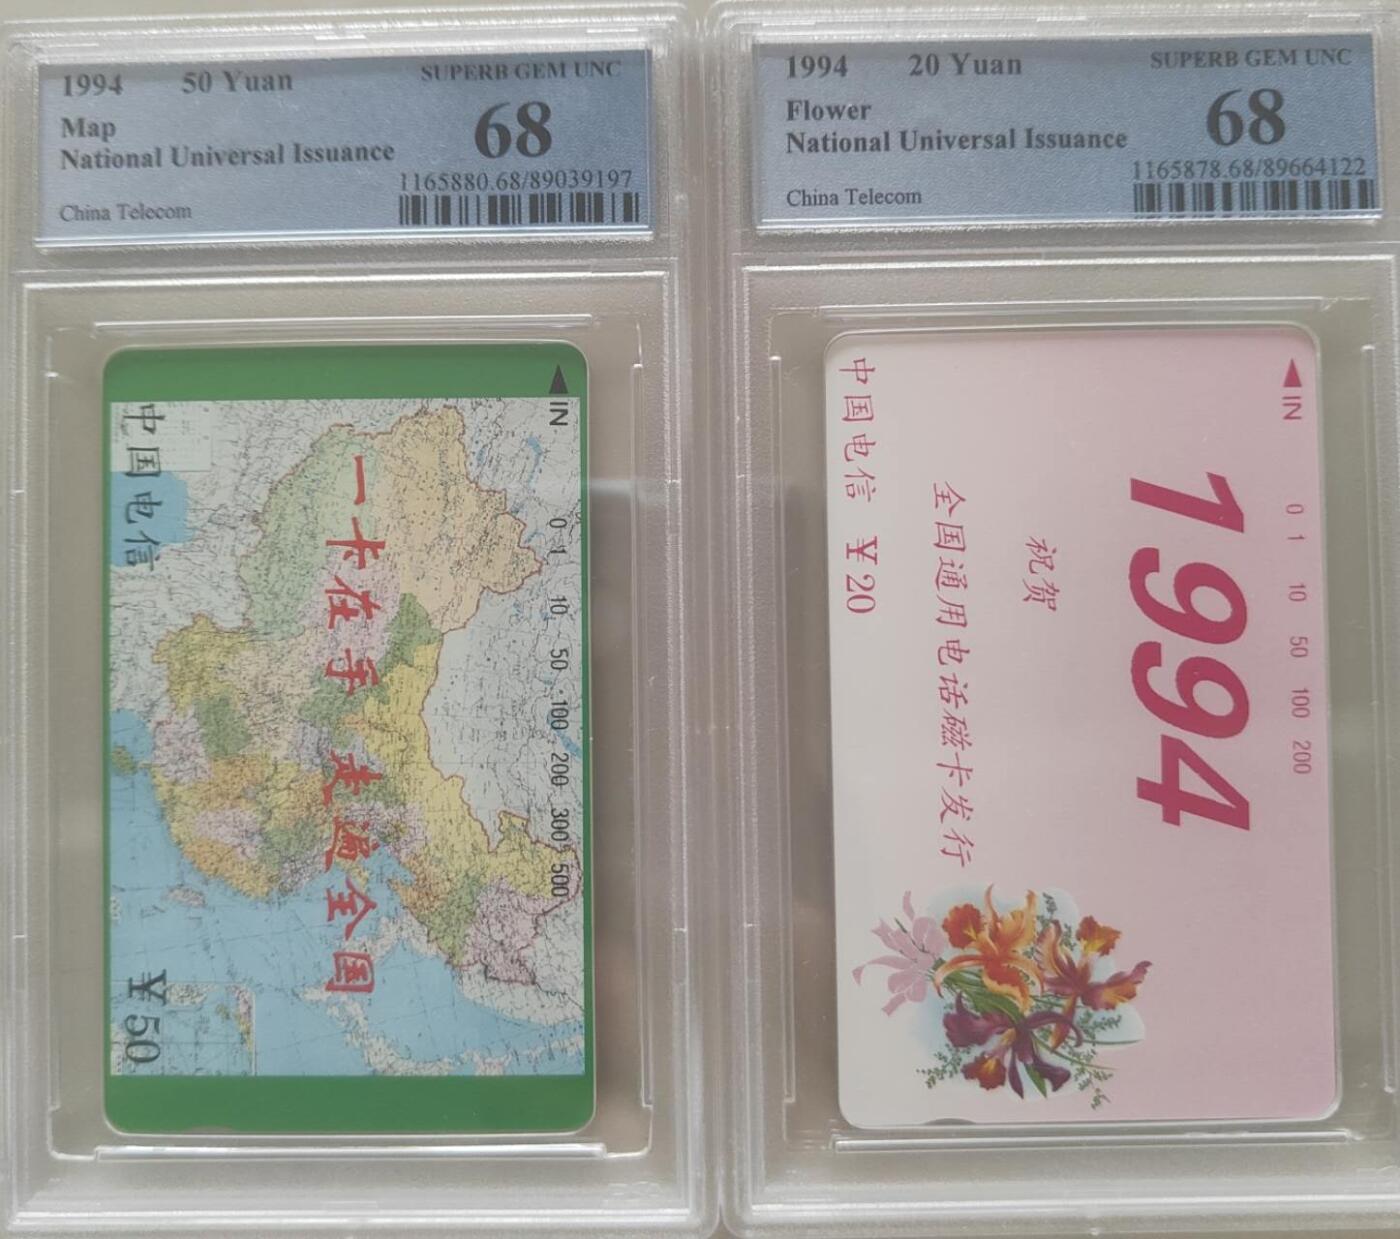 1994 50 Yuan SUPERB GEM UNC
Map 68
National Universal Issuance
1165880.68/89039197
China Telecom
IN
0 1 10 50 100 200 300 500
一卡在手 走遍全国
中国电信 ¥50
1994 20 Yuan SUPERB GEM UNC
Flower 68
National Universal Issuance
1165878.68/89664122
China Telecom
IN
0 1 10 50 100 200
1994
祝贺
全国通用电话磁卡发行
中国电信 ¥20